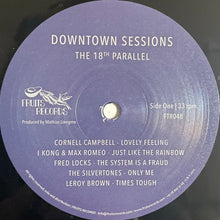 DOWNTOWN SESSIONS
THE 18TH PARALLEL
FRUITS
RECORDS
Produced by Mathias Liengme
Side One | 33 rpm
FTR048
CORNELL CAMPBELL - LOVELY FEELING
I KONG & MAX ROMEO - JUST LIKE THE RAINBOW
FRED LOCKS - THE SYSTEM IS A FRAUD
THE SILVERTONES - ONLY ME
LEROY BROWN - TIMES TOUGH